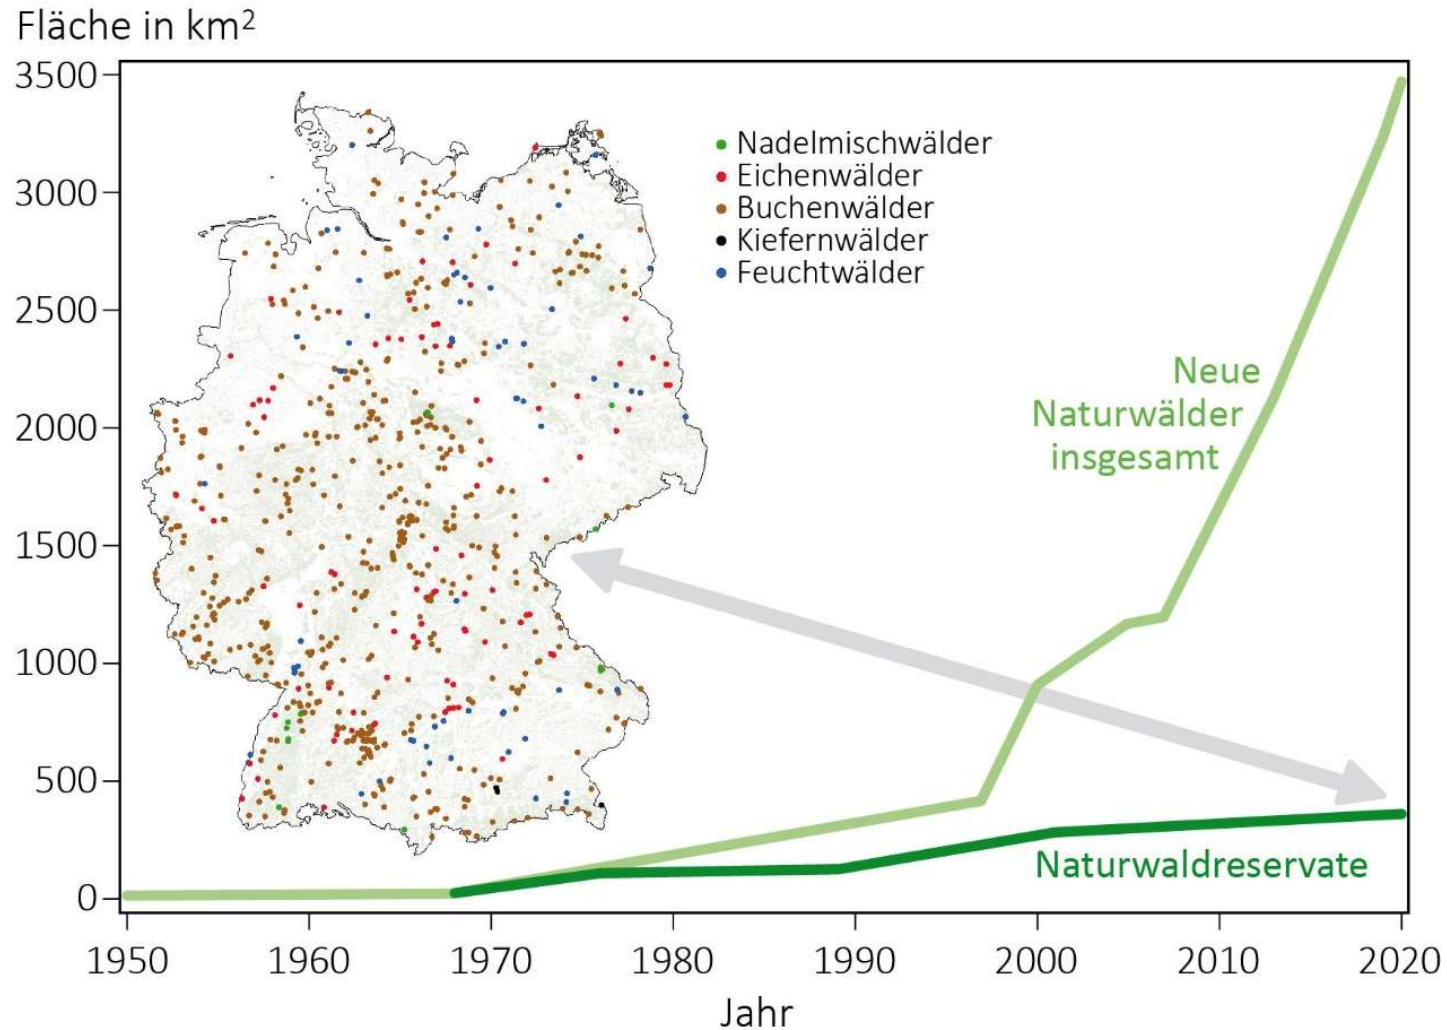 Fläche in km²
3500
3000
2500
2000
1500
1000
500
0
Nadelmischwälder
Eichenwälder
Buchenwälder
Kiefernwälder
Feuchtwälder
Neue
Naturwälder
insgesamt
Naturwaldreservate
1950 1960 1970 1980 1990 2000 2010 2020
Jahr